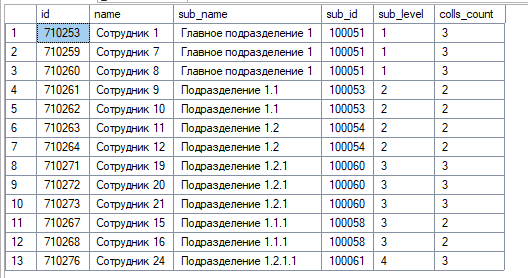 id name sub_name sub_id sub_level colls_count
1 710253 Сотрудник 1 Главное подразделение 1 100051 1 3
2 710259 Сотрудник 7 Главное подразделение 1 100051 1 3
3 710260 Сотрудник 8 Главное подразделение 1 100051 1 3
4 710261 Сотрудник 9 Подразделение 1.1 100053 2 2
5 710262 Сотрудник 10 Подразделение 1.1 100053 2 2
6 710263 Сотрудник 11 Подразделение 1.2 100054 2 2
7 710264 Сотрудник 12 Подразделение 1.2 100054 2 2
8 710271 Сотрудник 19 Подразделение 1.2.1 100060 3 3
9 710272 Сотрудник 20 Подразделение 1.2.1 100060 3 3
10 710273 Сотрудник 21 Подразделение 1.2.1 100060 3 3
11 710267 Сотрудник 15 Подразделение 1.1.1 100058 3 2
12 710268 Сотрудник 16 Подразделение 1.1.1 100058 3 2
13 710276 Сотрудник 24 Подразделение 1.2.1.1 100061 4 3